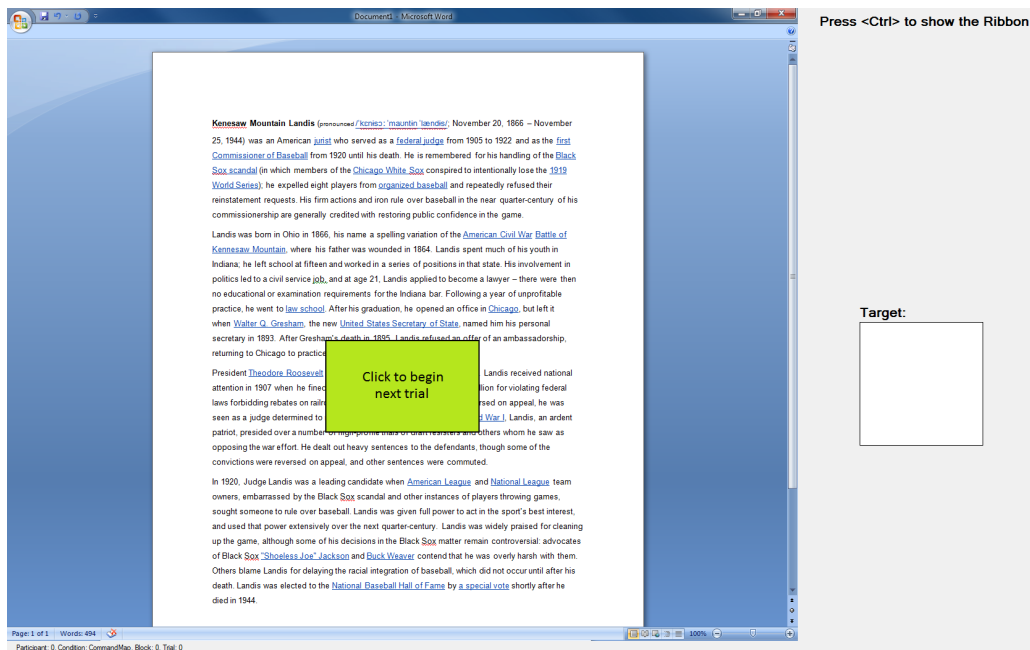 Document1 - Microsoft Word
Press <Ctrl> to show the Ribbon
Kenesaw Mountain Landis (pronounced /ˈkɛnɪsɔː ˈmaʊntɪn ˈlændɪs/; November 20, 1866 – November
25, 1944) was an American jurist who served as a federal judge from 1905 to 1922 and as the first
Commissioner of Baseball from 1920 until his death. He is remembered for his handling of the Black
Sox scandal (in which members of the Chicago White Sox conspired to intentionally lose the 1919
World Series); he expelled eight players from organized baseball and repeatedly refused their
reinstatement requests. His firm actions and iron rule over baseball in the near quarter-century of his
commissionership are generally credited with restoring public confidence in the game.
Landis was born in Ohio in 1866, his name a spelling variation of the American Civil War Battle of
Kennesaw Mountain, where his father was wounded in 1864. Landis spent much of his youth in
Indiana; he left school at fifteen and worked in a series of positions in that state. His involvement in
politics led to a civil service job, and at age 21, Landis applied to become a lawyer – there were then
no educational or examination requirements for the Indiana bar. Following a year of unprofitable
practice, he went to law school. After his graduation, he opened an office in Chicago, but left it
when Walter Q. Gresham, the new United States Secretary of State, named him his personal
secretary in 1893. After Gresham's death in 1895, Landis refused an offer of an ambassadorship,
returning to Chicago to practice
President Theodore Roosevelt Landis received national
attention in 1907 when he fined llion for violating federal
laws forbidding rebates on railr rsed on appeal, he was
seen as a judge determined to d War I, Landis, an ardent
patriot, presided over a number of high-profile trials of draft resisters and others whom he saw as
opposing the war effort. He dealt out heavy sentences to the defendants, though some of the
convictions were reversed on appeal, and other sentences were commuted.
Click to begin
next trial
In 1920, Judge Landis was a leading candidate when American League and National League team
owners, embarrassed by the Black Sox scandal and other instances of players throwing games,
sought someone to rule over baseball. Landis was given full power to act in the sport's best interest,
and used that power extensively over the next quarter-century. Landis was widely praised for cleaning
up the game, although some of his decisions in the Black Sox matter remain controversial: advocates
of Black Sox "Shoeless Joe" Jackson and Buck Weaver contend that he was overly harsh with them.
Others blame Landis for delaying the racial integration of baseball, which did not occur until after his
death. Landis was elected to the National Baseball Hall of Fame by a special vote shortly after he
died in 1944.
Target:
Page: 1 of 1 Words: 494 100%
Participant: 0, Condition: CommandMap, Block: 0, Trial: 0